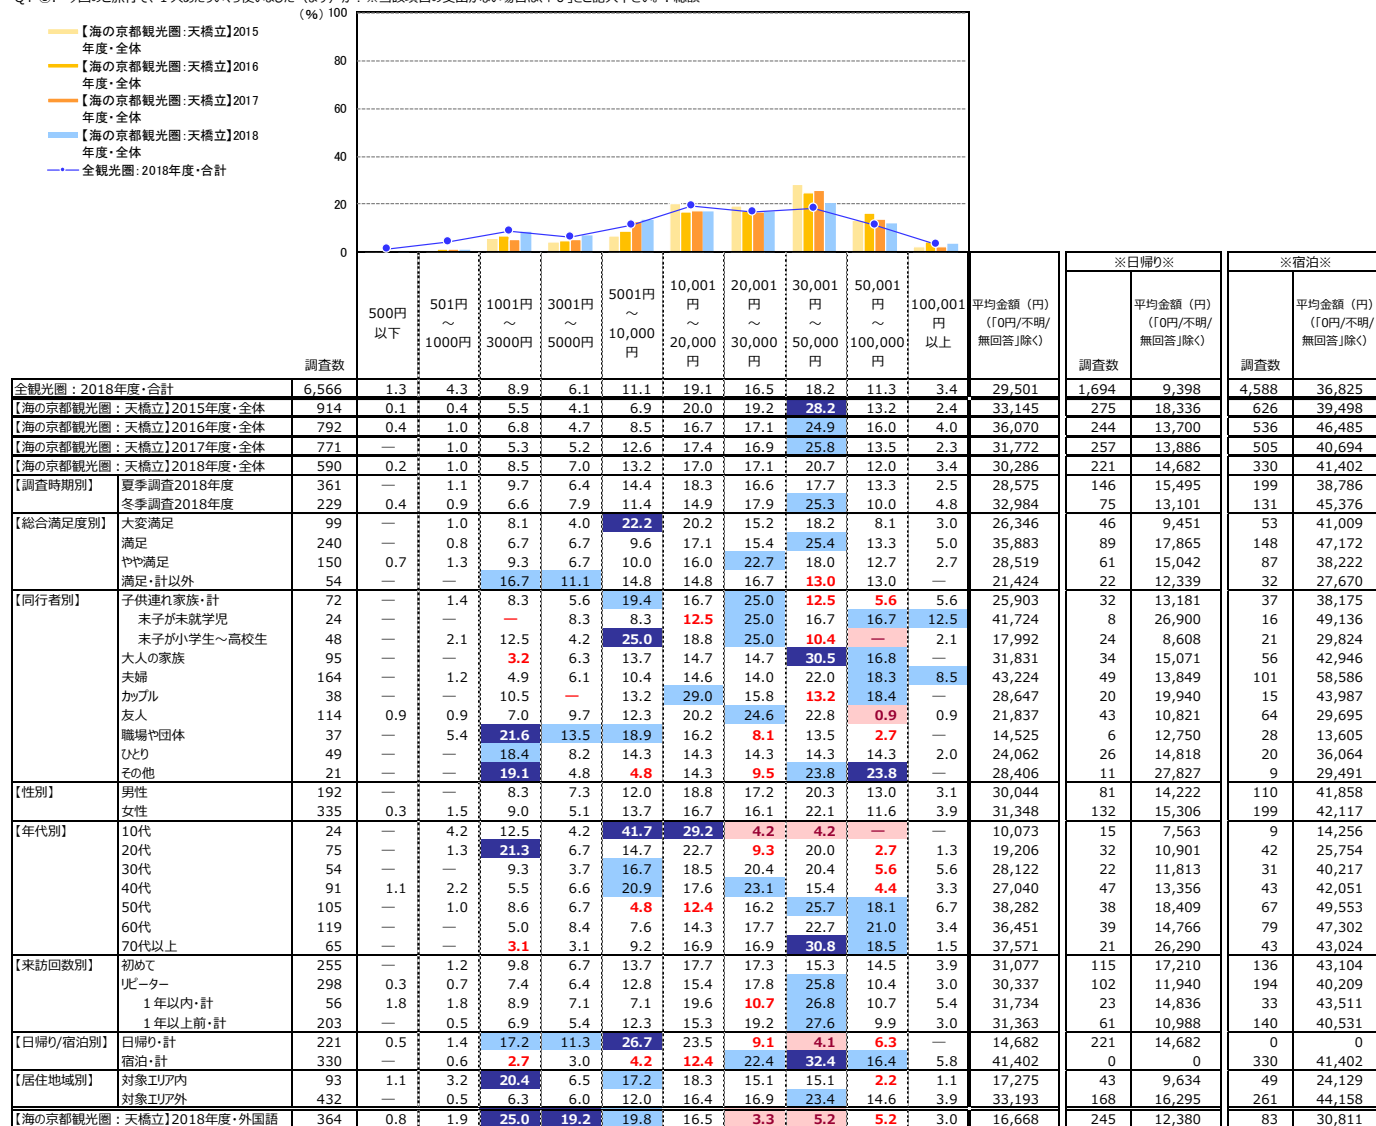 (%)
100
80
60
40
20
0
【海の京都観光圏:天橋立】2015
年度・全体
【海の京都観光圏:天橋立】2016
年度・全体
【海の京都観光圏:天橋立】2017
年度・全体
【海の京都観光圏:天橋立】2018
年度・全体
全観光圏:2018年度・合計
※日帰り※ ※宿泊※
調査数 500円以下 501円～1000円 1001円～3000円 3001円～5000円 5001円～10,000円 10,001円～20,000円 20,001円～30,000円 30,001円～50,000円 50,001円～100,000円 100,001円以上 平均金額（円）（「0円/不明/無回答」除く） 調査数 平均金額（円）（「0円/不明/無回答」除く） 調査数 平均金額（円）（「0円/不明/無回答」除く）
全観光圏：2018年度・合計 6,566 1.3 4.3 8.9 6.1 11.1 19.1 16.5 18.2 11.3 3.4 29,501 1,694 9,398 4,588 36,825
【海の京都観光圏：天橋立】2015年度・全体 914 0.1 0.4 5.5 4.1 6.9 20.0 19.2 28.2 13.2 2.4 33,145 275 18,336 626 39,498
【海の京都観光圏：天橋立】2016年度・全体 792 0.4 1.0 6.8 4.7 8.5 16.7 17.1 24.9 16.0 4.0 36,070 244 13,700 536 46,485
【海の京都観光圏：天橋立】2017年度・全体 771 — 1.0 5.3 5.2 12.6 17.4 16.9 25.8 13.5 2.3 31,772 257 13,886 505 40,694
【海の京都観光圏：天橋立】2018年度・全体 590 0.2 1.0 8.5 7.0 13.2 17.0 17.1 20.7 12.0 3.4 30,286 221 14,682 330 41,402
【調査時期別】 夏季調査2018年度 361 — 1.1 9.7 6.4 14.4 18.3 16.6 17.7 13.3 2.5 28,575 146 15,495 199 38,786
冬季調査2018年度 229 0.4 0.9 6.6 7.9 11.4 14.9 17.9 25.3 10.0 4.8 32,984 75 13,101 131 45,376
【総合満足度別】 大変満足 99 — 1.0 8.1 4.0 22.2 20.2 15.2 18.2 8.1 3.0 26,346 46 9,451 53 41,009
満足 240 — 0.8 6.7 6.7 9.6 17.1 15.4 25.4 13.3 5.0 35,883 89 17,865 148 47,172
やや満足 150 0.7 1.3 9.3 6.7 10.0 16.0 22.7 18.0 12.7 2.7 28,519 61 15,042 87 38,222
満足・計以外 54 — — 16.7 11.1 14.8 14.8 16.7 13.0 13.0 — 21,424 22 12,339 32 27,670
【同行者別】 子供連れ家族・計 72 — 1.4 8.3 5.6 19.4 16.7 25.0 12.5 5.6 5.6 25,903 32 13,181 37 38,175
末子が未就学児 24 — — — 8.3 8.3 12.5 25.0 16.7 16.7 12.5 41,724 8 26,900 16 49,136
末子が小学生～高校生 48 — 2.1 12.5 4.2 25.0 18.8 25.0 10.4 — 2.1 17,992 24 8,608 21 29,824
大人の家族 95 — — 3.2 6.3 13.7 14.7 14.7 30.5 16.8 — 31,831 34 15,071 56 42,946
夫婦 164 — 1.2 4.9 6.1 10.4 14.6 14.0 22.0 18.3 8.5 43,224 49 13,849 101 58,586
カップル 38 — — 10.5 — 13.2 29.0 15.8 13.2 18.4 — 28,647 20 19,940 15 43,987
友人 114 0.9 0.9 7.0 9.7 12.3 20.2 24.6 22.8 0.9 0.9 21,837 43 10,821 64 29,695
職場や団体 37 — 5.4 21.6 13.5 18.9 16.2 8.1 13.5 2.7 — 14,525 6 12,750 28 13,605
ひとり 49 — — 18.4 8.2 14.3 14.3 14.3 14.3 14.3 2.0 24,062 26 14,818 20 36,064
その他 21 — — 19.1 4.8 4.8 14.3 9.5 23.8 23.8 — 28,406 11 27,827 9 29,491
【性別】 男性 192 — — 8.3 7.3 12.0 18.8 17.2 20.3 13.0 3.1 30,044 81 14,222 110 41,858
女性 335 0.3 1.5 9.0 5.1 13.7 16.7 16.1 22.1 11.6 3.9 31,348 132 15,306 199 42,117
【年代別】 10代 24 — 4.2 12.5 4.2 41.7 29.2 4.2 4.2 — — 10,073 15 7,563 9 14,256
20代 75 — 1.3 21.3 6.7 14.7 22.7 9.3 20.0 2.7 1.3 19,206 32 10,901 42 25,754
30代 54 — — 9.3 3.7 16.7 18.5 20.4 20.4 5.6 5.6 28,122 22 11,813 31 40,217
40代 91 1.1 2.2 5.5 6.6 20.9 17.6 23.1 15.4 4.4 3.3 27,040 47 13,356 43 42,051
50代 105 — 1.0 8.6 6.7 4.8 12.4 16.2 25.7 18.1 6.7 38,282 38 18,409 67 49,553
60代 119 — — 5.0 8.4 7.6 14.3 17.7 22.7 21.0 3.4 36,451 39 14,766 79 47,302
70代以上 65 — — 3.1 3.1 9.2 16.9 16.9 30.8 18.5 1.5 37,571 21 26,290 43 43,024
【来訪回数別】 初めて 255 — 1.2 9.8 6.7 13.7 17.7 17.3 15.3 14.5 3.9 31,077 115 17,210 136 43,104
リピーター 298 0.3 0.7 7.4 6.4 12.8 15.4 17.8 25.8 10.4 3.0 30,337 102 11,940 194 40,209
１年以内・計 56 1.8 1.8 8.9 7.1 7.1 19.6 10.7 26.8 10.7 5.4 31,734 23 14,836 33 43,511
１年以上前・計 203 — 0.5 6.9 5.4 12.3 15.3 19.2 27.6 9.9 3.0 31,363 61 10,988 140 40,531
【日帰り/宿泊別】 日帰り・計 221 0.5 1.4 17.2 11.3 26.7 23.5 9.1 4.1 6.3 — 14,682 221 14,682 0 0
宿泊・計 330 — 0.6 2.7 3.0 4.2 12.4 22.4 32.4 16.4 5.8 41,402 0 0 330 41,402
【居住地域別】 対象エリア内 93 1.1 3.2 20.4 6.5 17.2 18.3 15.1 15.1 2.2 1.1 17,275 43 9,634 49 24,129
対象エリア外 432 — 0.5 6.3 6.0 12.0 16.4 16.9 23.4 14.6 3.9 33,193 168 16,295 261 44,158
【海の京都観光圏：天橋立】2018年度・外国語 364 0.8 1.9 25.0 19.2 19.8 16.5 3.3 5.2 5.2 3.0 16,668 245 12,380 83 30,811